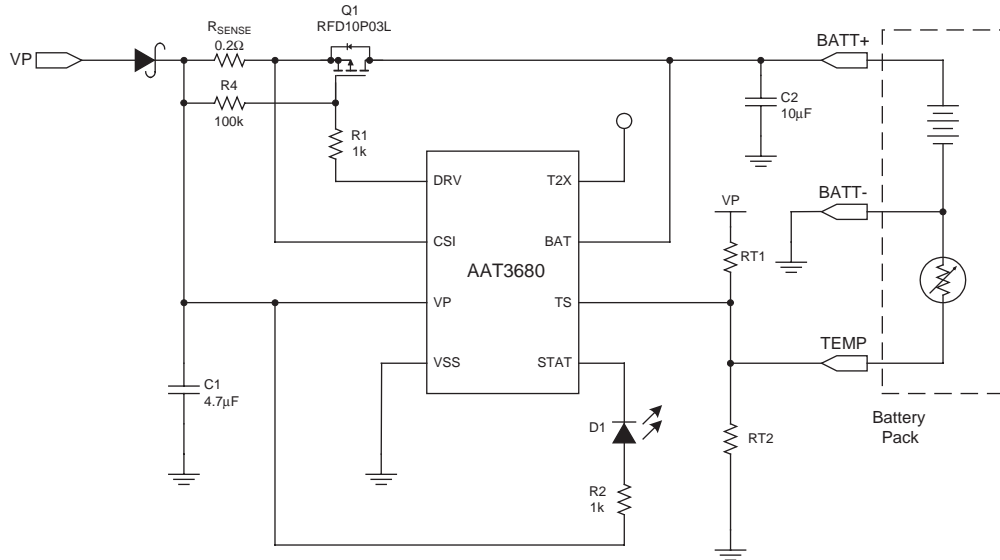 Q1
RFD10P03L
R SENSE
0.2Ω
VP
BATT+
R4
100k
R1
1k
C2
10µF
DRV
T2X
CSI
BAT
AAT3680
VP
TS
VSS
STAT
VP
RT1
BATT-
TEMP
C1
4.7µF
D1
RT2
R2
1k
Battery
Pack